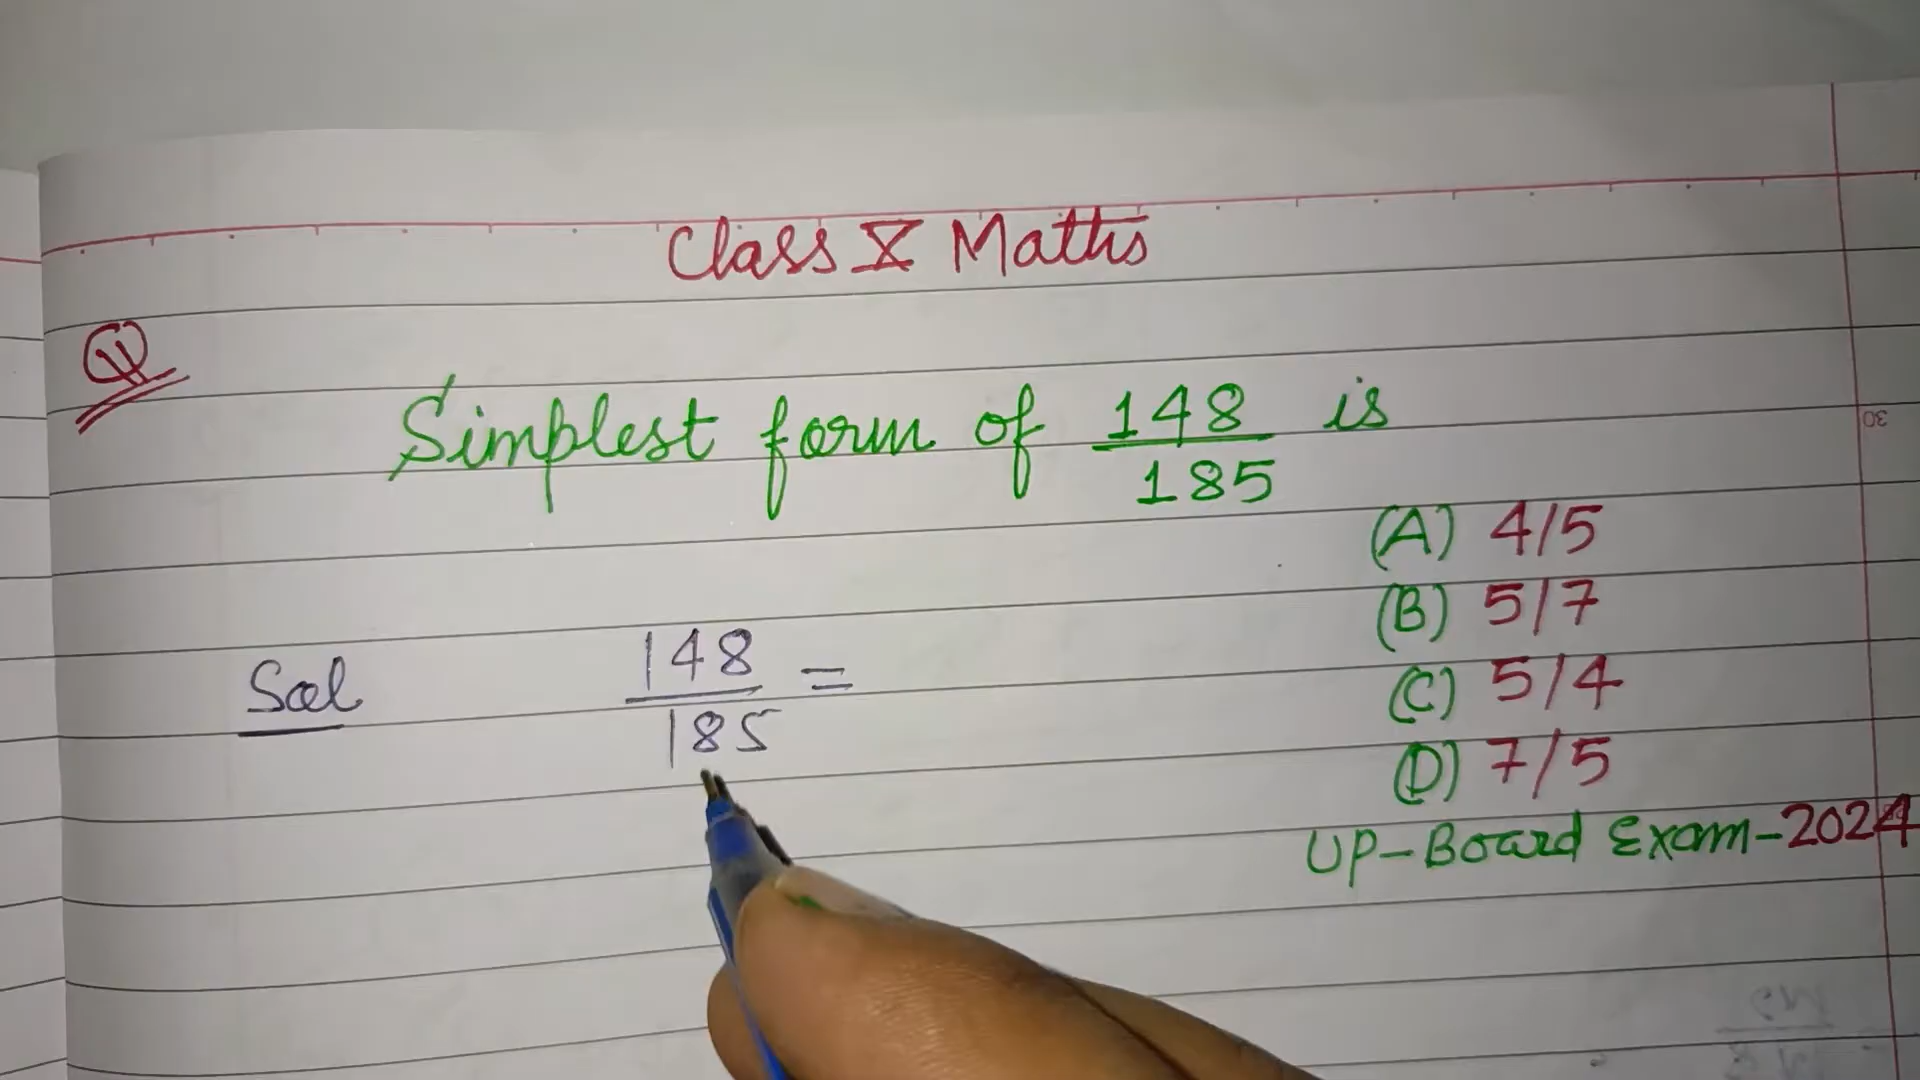 Class X Maths
Q
Simplest form of 148/185 is
(A) 4/5
(B) 5/7
(C) 5/4
(D) 7/5
UP-Board Exam-2024
Sol 148/185 =
30